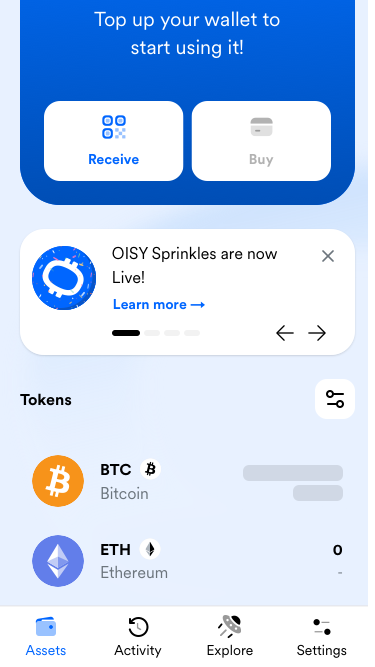 Top up your wallet to
start using it!
Receive
Buy
OISY Sprinkles are now
Live!
Learn more →
Tokens
BTC
Bitcoin
ETH
0
Ethereum
-
Assets
Activity
Explore
Settings